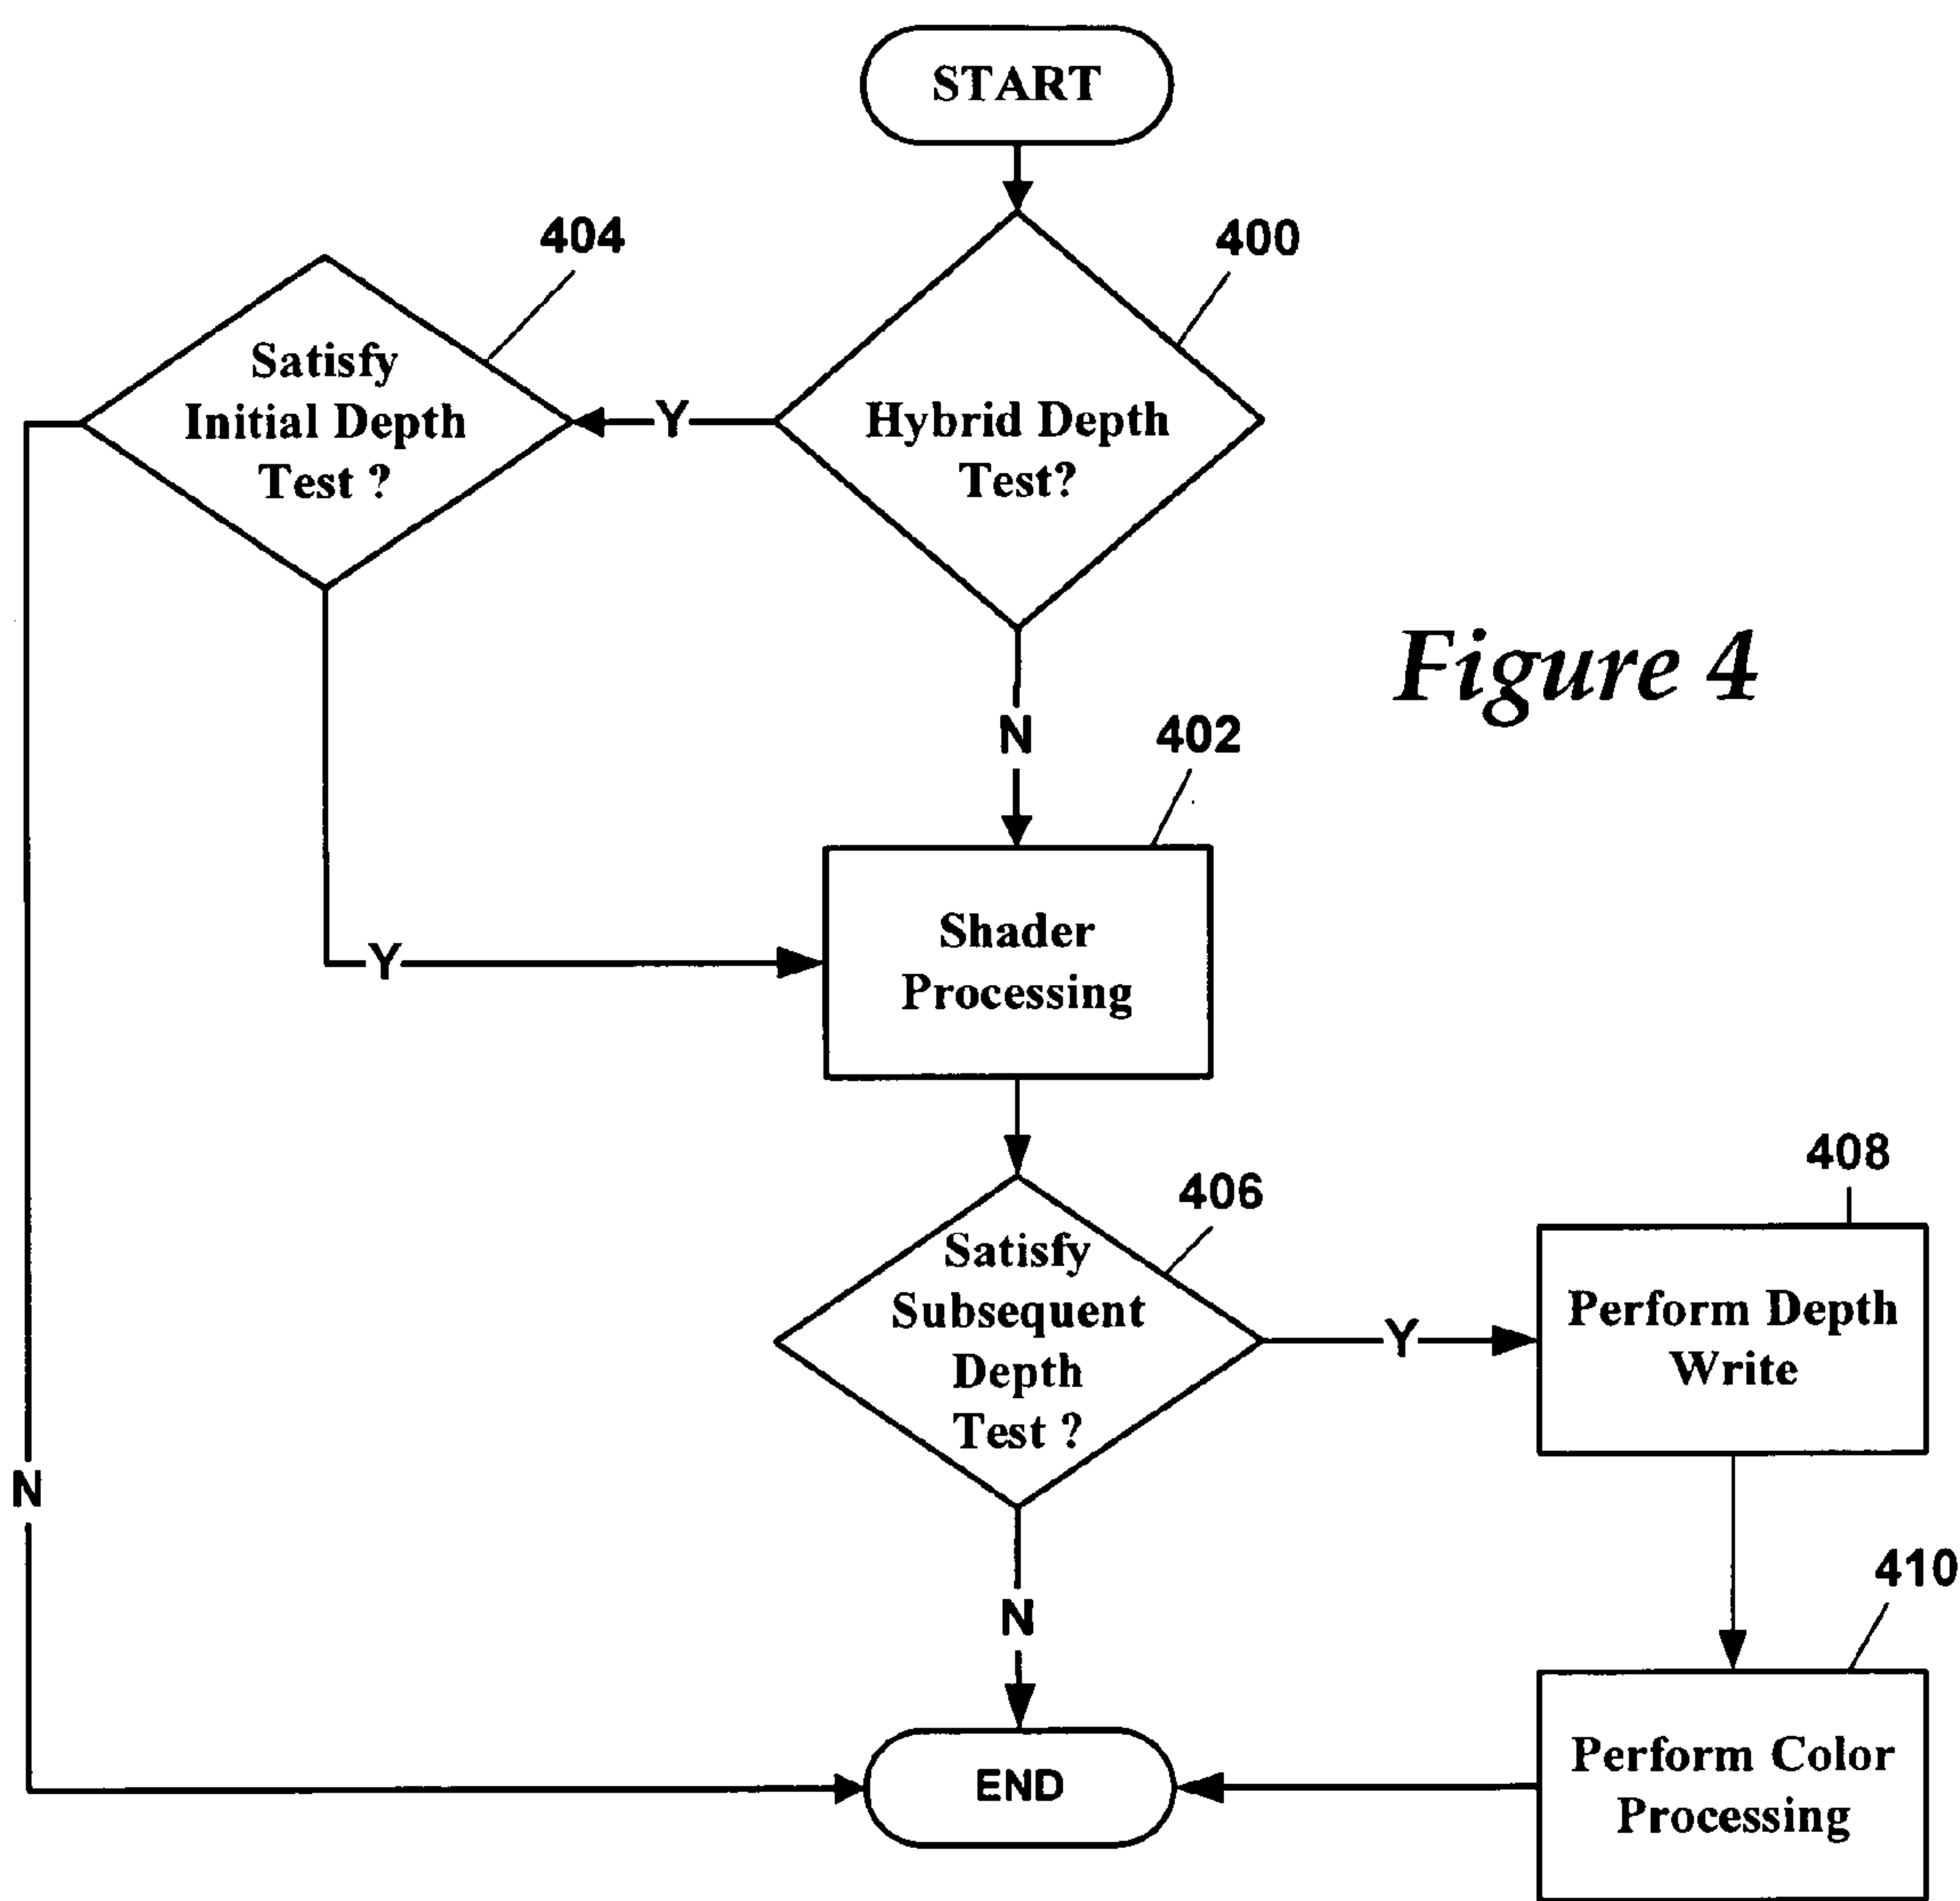 START
404
400
Satisfy
Initial Depth
Test ?
Y
Hybrid Depth
Test?
Figure 4
N
402
Y
Shader
Processing
406
408
Satisfy
Subsequent
Depth
Test ?
Y
Perform Depth
Write
N
N
410
END
Perform Color
Processing